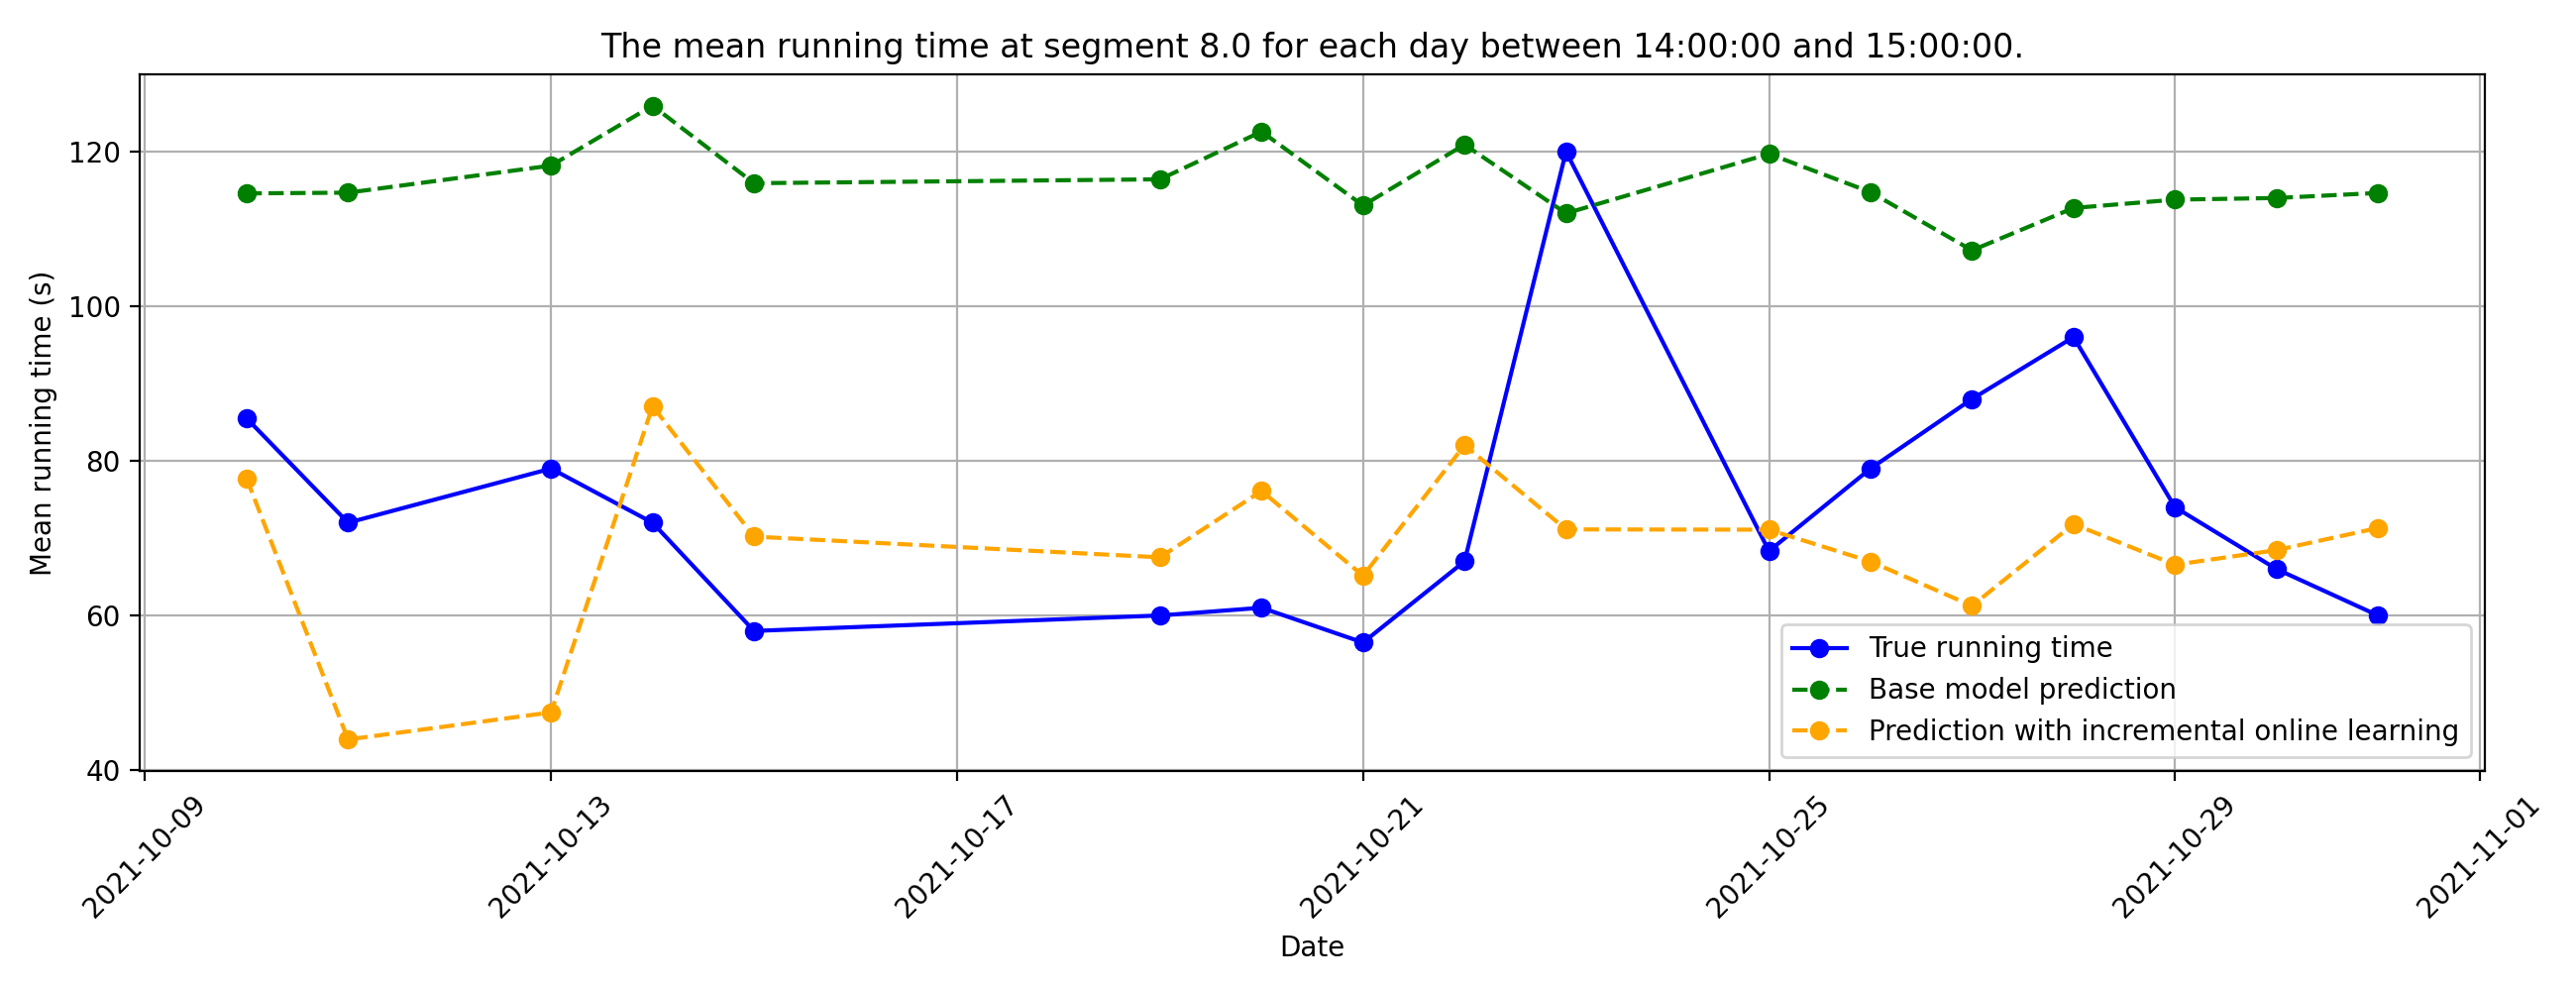 The mean running time at segment 8.0 for each day between 14:00:00 and 15:00:00.
Mean running time (s)
120
100
80
60
40
True running time
Base model prediction
Prediction with incremental online learning
2021-10-09
2021-10-13
2021-10-17
2021-10-21
2021-10-25
2021-10-29
2021-11-01
Date